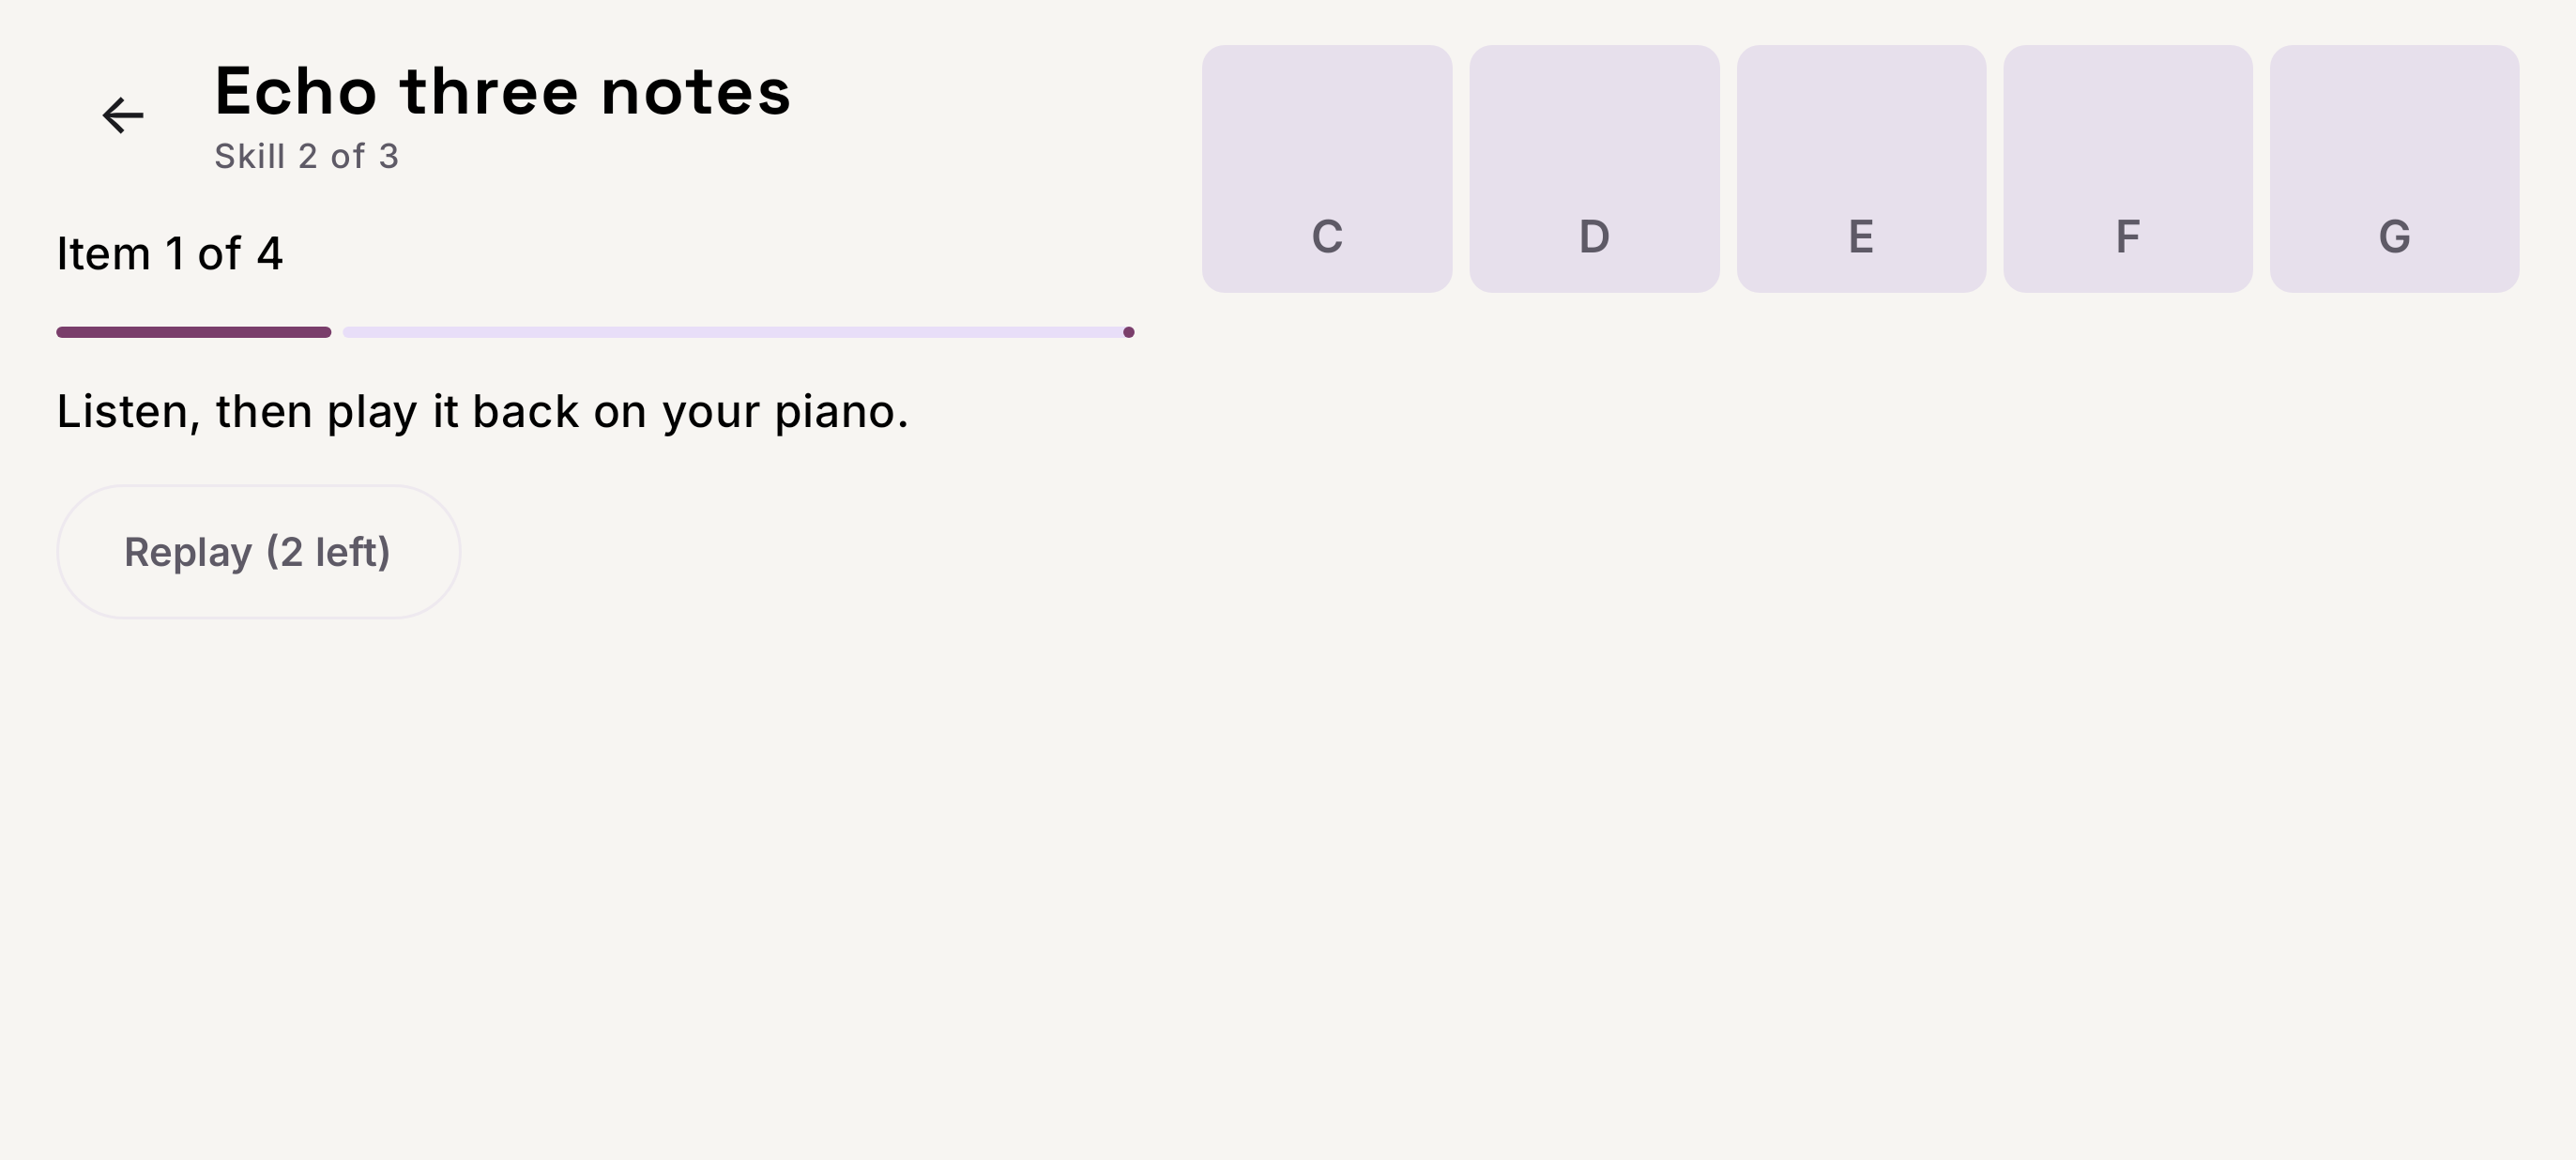 Echo three notes
Skill 2 of 3
Item 1 of 4
Listen, then play it back on your piano.
Replay (2 left)
C D E F G